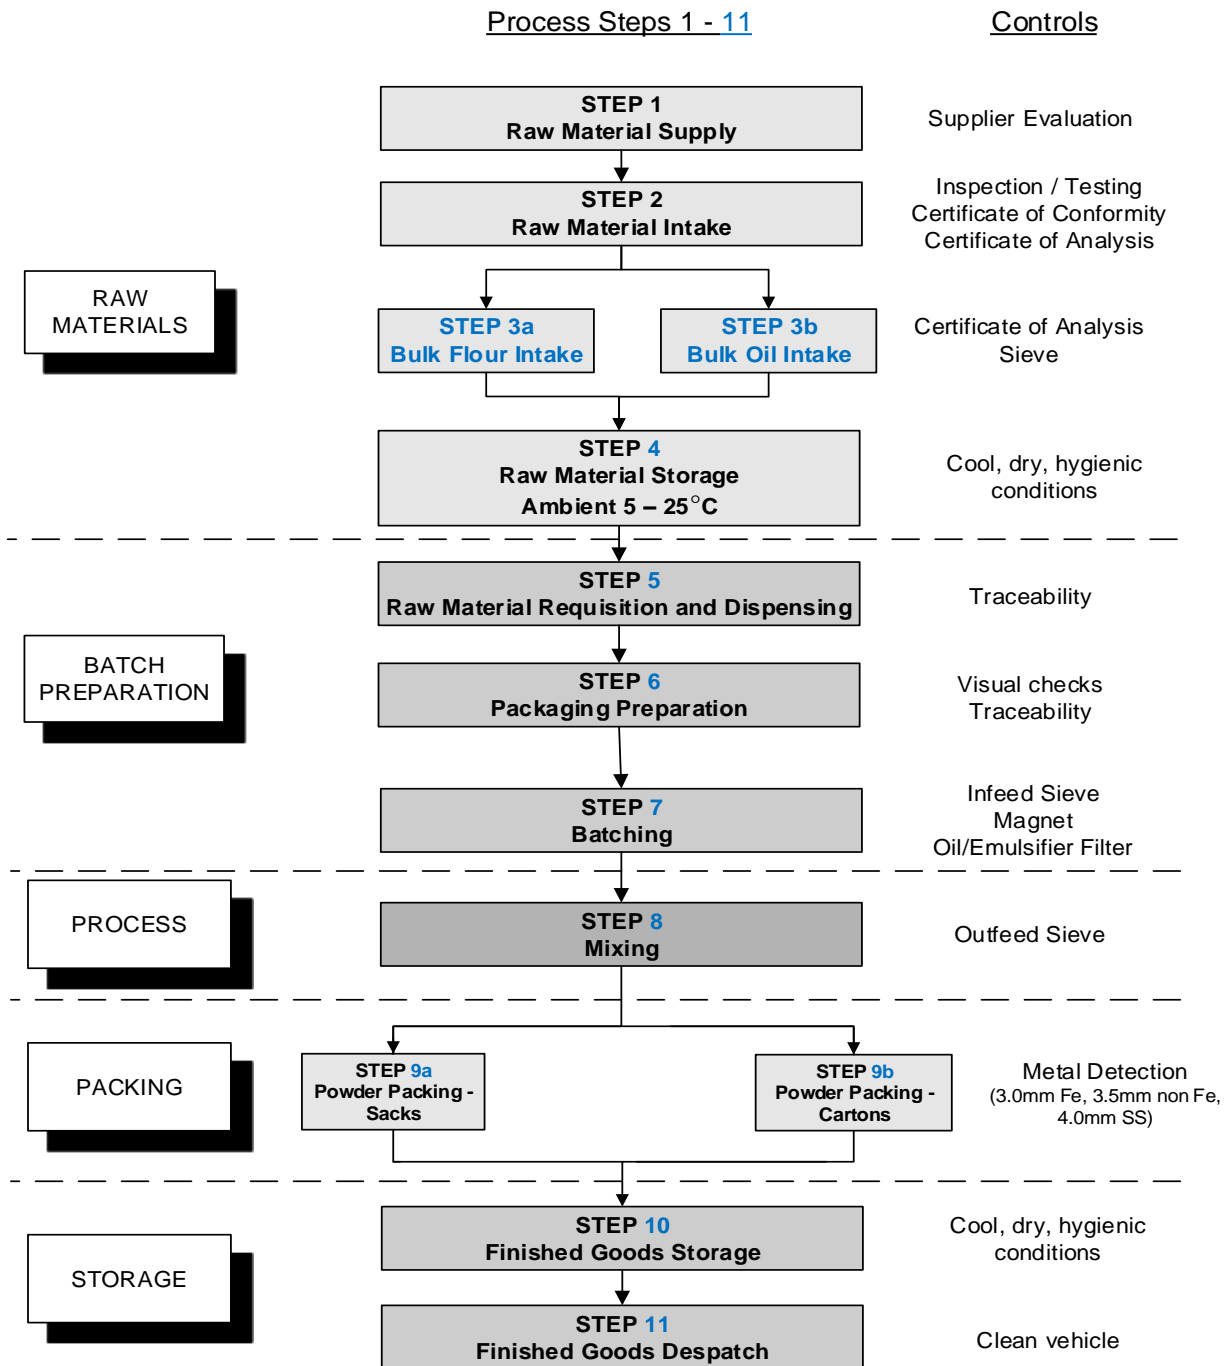 Process Steps 1 - 11
Controls
STEP 1
Raw Material Supply
Supplier Evaluation
STEP 2
Raw Material Intake
Inspection / Testing
Certificate of Conformity
Certificate of Analysis
RAW
MATERIALS
STEP 3a
Bulk Flour Intake
STEP 3b
Bulk Oil Intake
Certificate of Analysis
Sieve
STEP 4
Raw Material Storage
Ambient 5 – 25°C
Cool, dry, hygienic
conditions
STEP 5
Raw Material Requisition and Dispensing
Traceability
BATCH
PREPARATION
STEP 6
Packaging Preparation
Visual checks
Traceability
STEP 7
Batching
Infeed Sieve
Magnet
Oil/Emulsifier Filter
PROCESS
STEP 8
Mixing
Outfeed Sieve
PACKING
STEP 9a
Powder Packing -
Sacks
STEP 9b
Powder Packing -
Cartons
Metal Detection
(3.0mm Fe, 3.5mm non Fe,
4.0mm SS)
STORAGE
STEP 10
Finished Goods Storage
Cool, dry, hygienic
conditions
STEP 11
Finished Goods Despatch
Clean vehicle